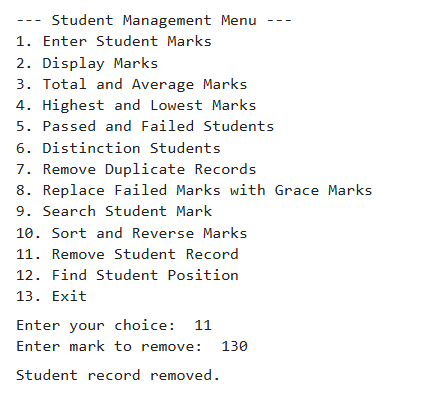 --- Student Management Menu ---
1. Enter Student Marks
2. Display Marks
3. Total and Average Marks
4. Highest and Lowest Marks
5. Passed and Failed Students
6. Distinction Students
7. Remove Duplicate Records
8. Replace Failed Marks with Grace Marks
9. Search Student Mark
10. Sort and Reverse Marks
11. Remove Student Record
12. Find Student Position
13. Exit
Enter your choice:  11
Enter mark to remove:  130
Student record removed.